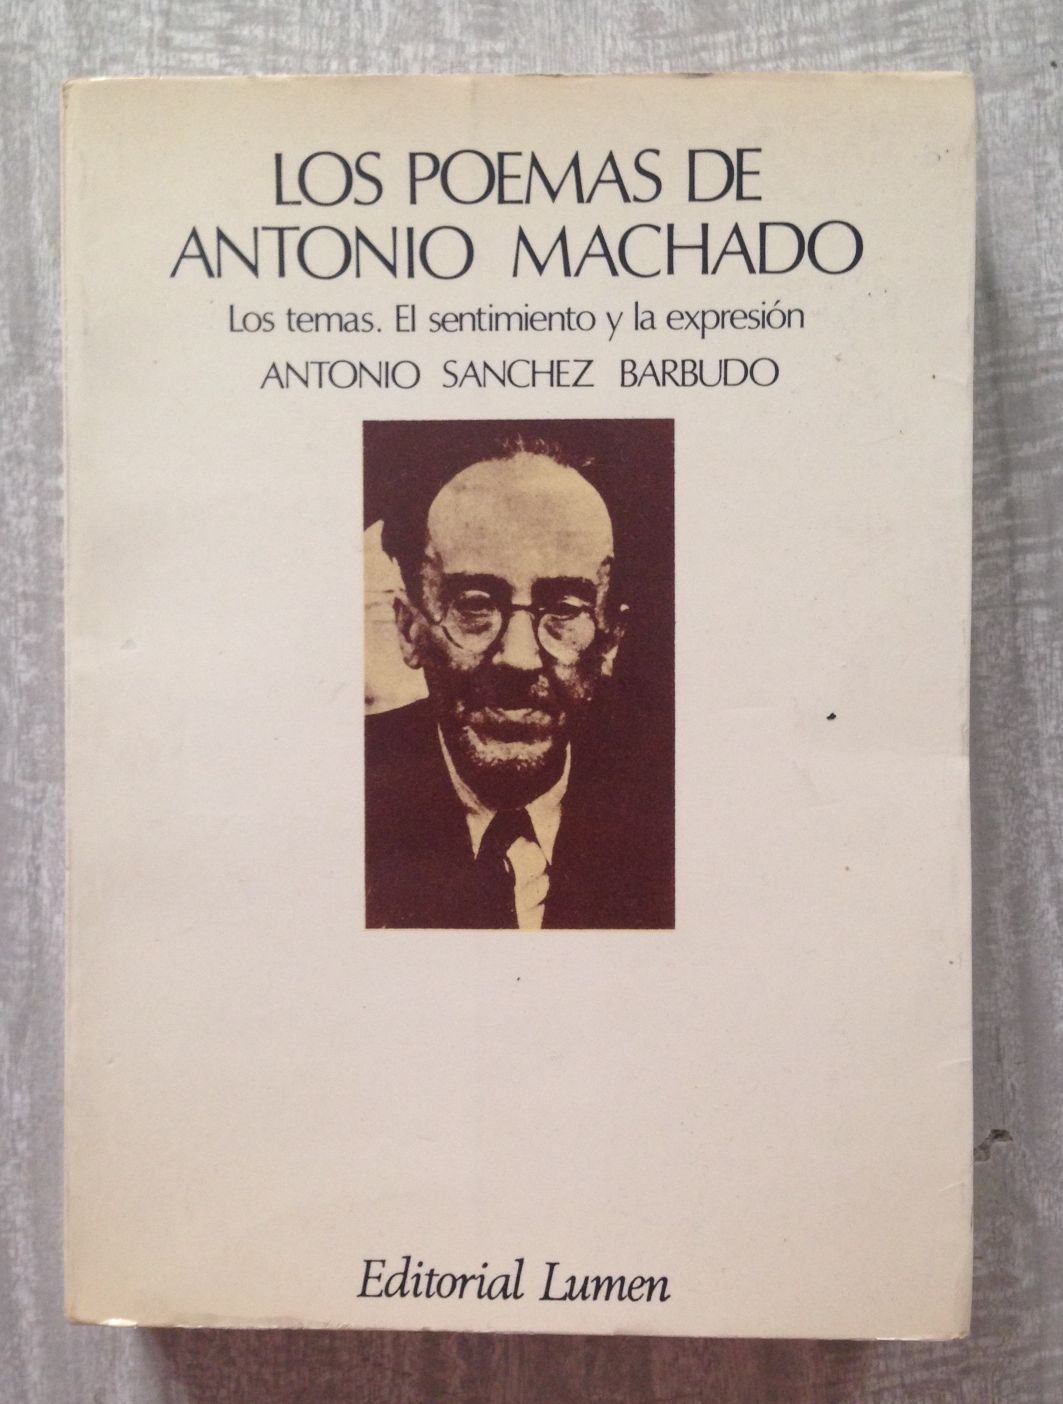 LOS POEMAS DE
ANTONIO MACHADO
Los temas. El sentimiento y la expresión
ANTONIO SANCHEZ BARBUDO
Editorial Lumen